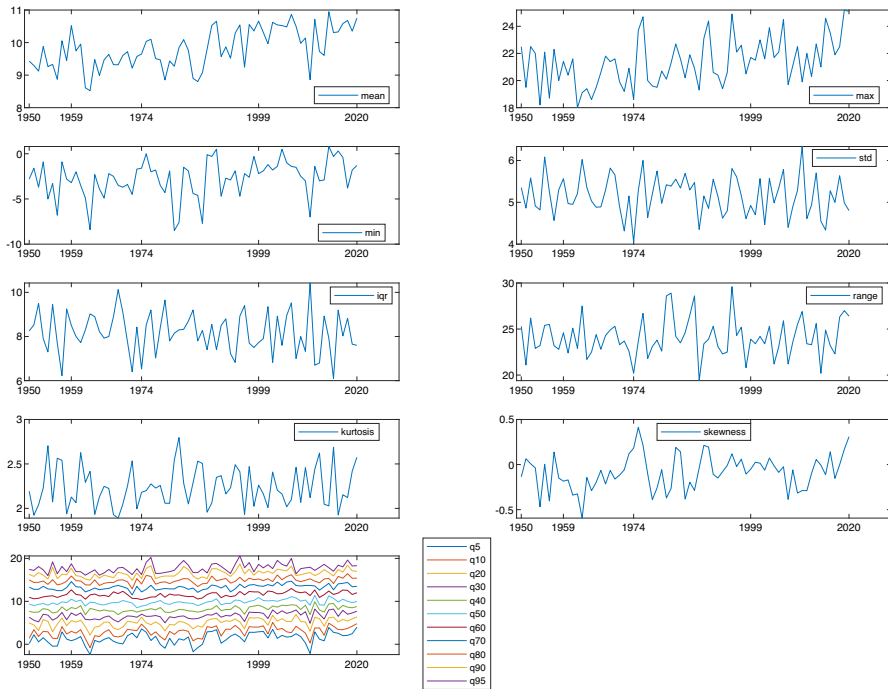 11
10
9
8
1950 1959 1974 1999 2020
mean
24
22
20
18
1950 1959 1974 1999 2020
max
0
-5
-10
1950 1959 1974 1999 2020
min
6
5
4
1950 1959 1974 1999 2020
std
10
8
6
1950 1959 1974 1999 2020
iqr
30
25
20
1950 1959 1974 1999 2020
range
3
2.5
2
1950 1959 1974 1999 2020
kurtosis
0.5
0
-0.5
1950 1959 1974 1999 2020
skewness
20
10
0
1950 1959 1974 1999 2020
q5
q10
q20
q30
q40
q50
q60
q70
q80
q90
q95